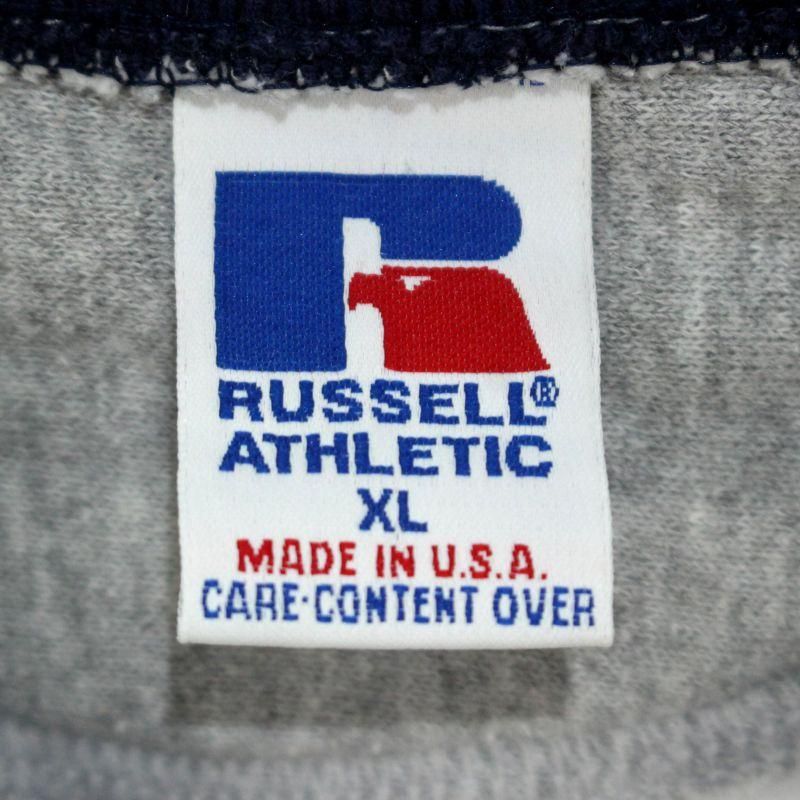 RUSSELL®
ATHLETIC
XL
MADE IN U.S.A.
CARE·CONTENT OVER